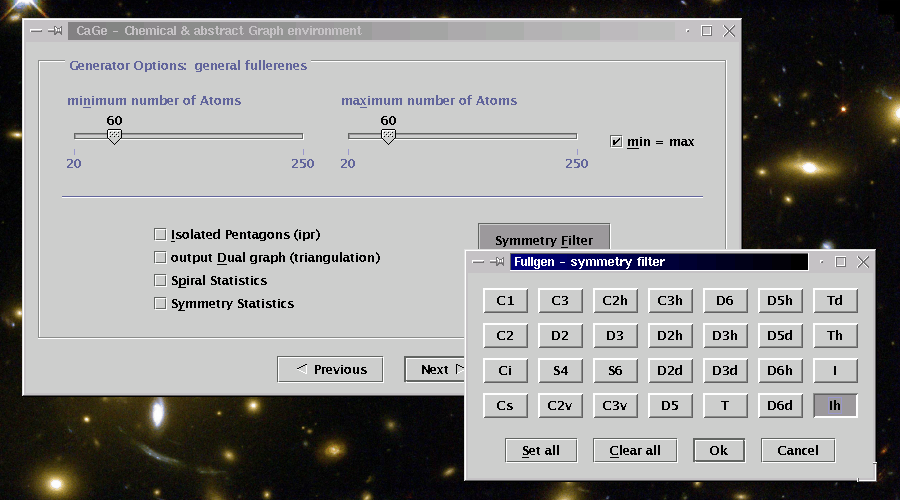 CaGe – Chemical & abstract Graph environment
Generator Options: general fullerenes
minimum number of Atoms
maximum number of Atoms
60
60
min = max
20 250 20 250
Isolated Pentagons (ipr)
output Dual graph (triangulation)
Spiral Statistics
Symmetry Statistics
Symmetry Filter
Previous
Next
Fullgen – symmetry filter
C1 C3 C2h C3h D6 D5h Td
C2 D2 D3 D2h D3h D5d Th
Ci S4 S6 D2d D3d D6h I
Cs C2v C3v D5 T D6d Ih
Set all Clear all Ok Cancel